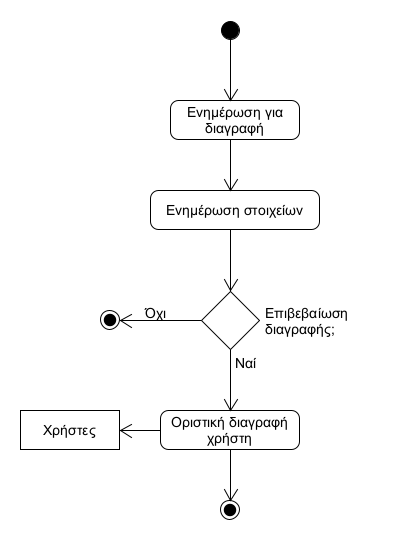 Ενημέρωση για
διαγραφή
Ενημέρωση στοιχείων
Όχι
Επιβεβαίωση
διαγραφής;
Ναί
Χρήστες
Οριστική διαγραφή
χρήστη